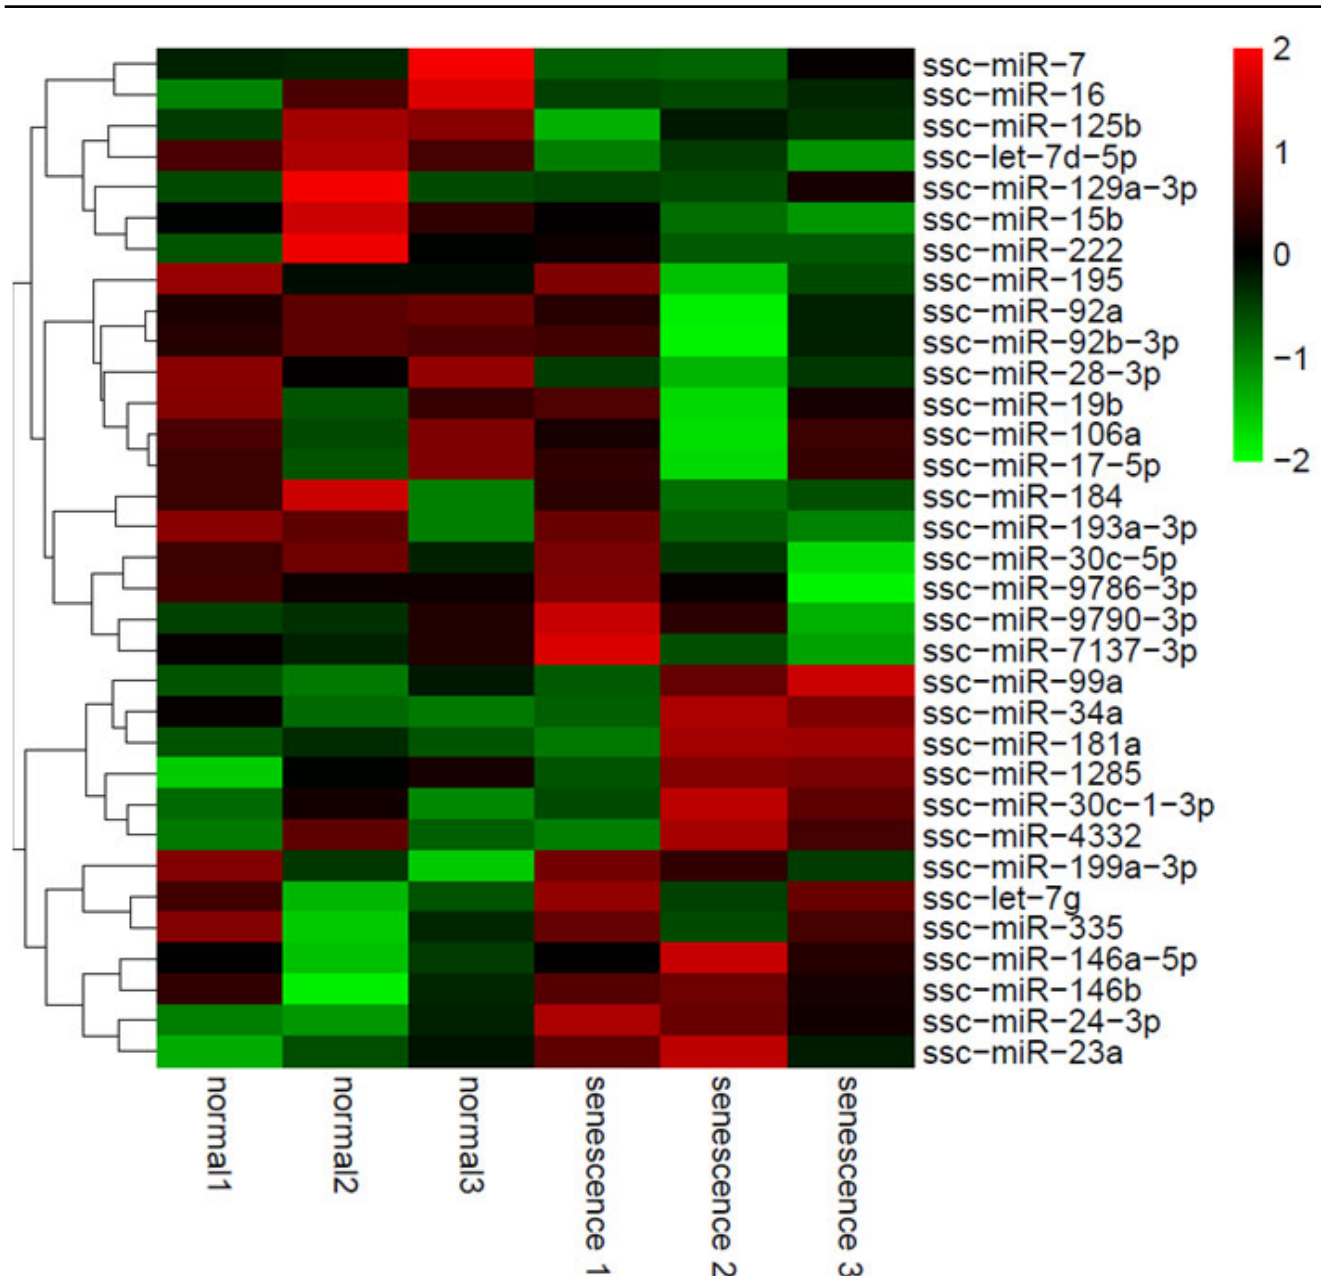 ssc−miR−7
ssc−miR−16
ssc−miR−125b
ssc−let−7d−5p
ssc−miR−129a−3p
ssc−miR−15b
ssc−miR−222
ssc−miR−195
ssc−miR−92a
ssc−miR−92b−3p
ssc−miR−28−3p
ssc−miR−19b
ssc−miR−106a
ssc−miR−17−5p
ssc−miR−184
ssc−miR−193a−3p
ssc−miR−30c−5p
ssc−miR−9786−3p
ssc−miR−9790−3p
ssc−miR−7137−3p
ssc−miR−99a
ssc−miR−34a
ssc−miR−181a
ssc−miR−1285
ssc−miR−30c−1−3p
ssc−miR−4332
ssc−miR−199a−3p
ssc−let−7g
ssc−miR−335
ssc−miR−146a−5p
ssc−miR−146b
ssc−miR−24−3p
ssc−miR−23a
2
1
0
−1
−2
normal1
normal2
normal3
senescence 1
senescence 2
senescence 3